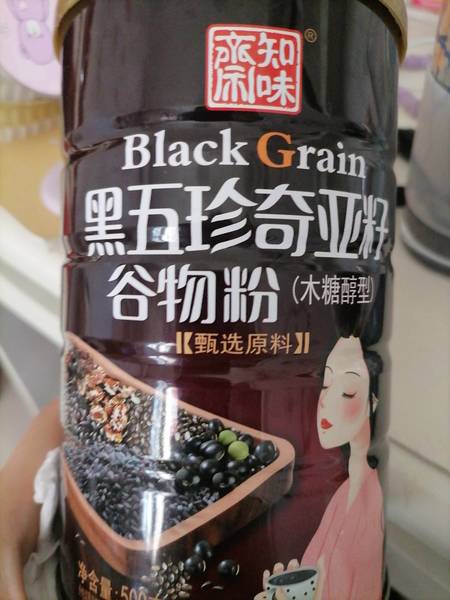 知味斋®
Black Grain
黑五珍奇亚籽
谷物粉（木糖醇型）
【甄选原料】
净含量:500